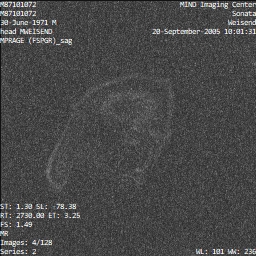 M87101072
M87101072
30-June-1971 M
head MWEISEND
MPRAGE (FSPGR)_sag
MIND Imaging Center
Sonata
Weisend
20-September-2005 10:01:31
ST: 1.30 SL: -78.38
RT: 2730.00 ET: 3.25
FS: 1.49
MR
Images: 4/128
Series: 2
WL: 101 WW: 236